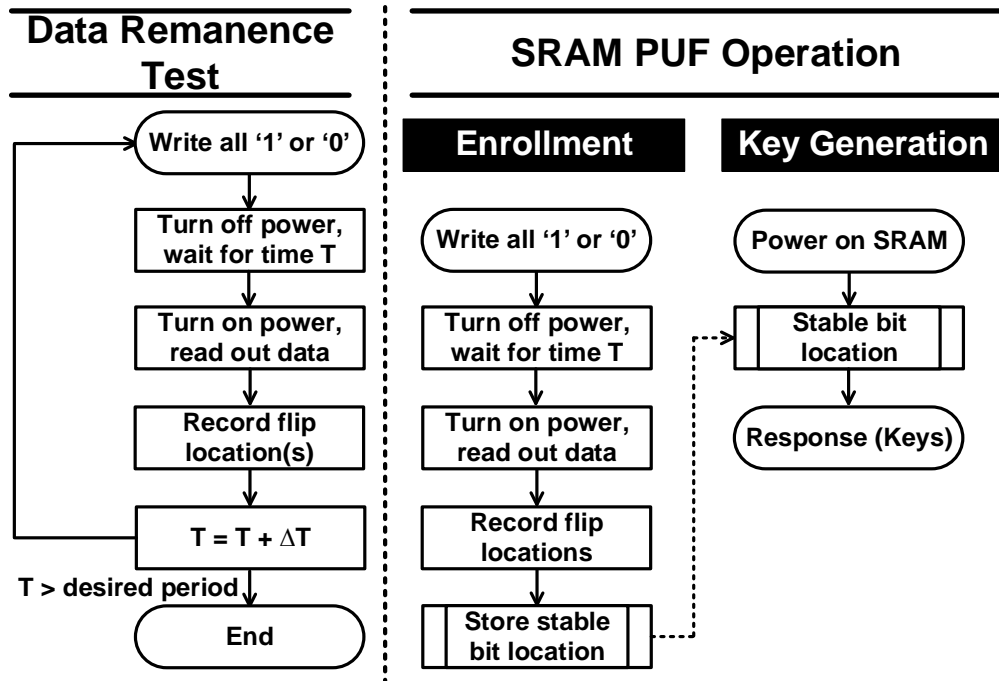 Data Remanence
Test
Write all ‘1’ or ‘0’
Turn off power,
wait for time T
Turn on power,
read out data
Record flip
location(s)
T = T + ΔT
T > desired period
End
SRAM PUF Operation
Enrollment
Write all ‘1’ or ‘0’
Turn off power,
wait for time T
Turn on power,
read out data
Record flip
locations
Store stable
bit location
Key Generation
Power on SRAM
Stable bit
location
Response (Keys)